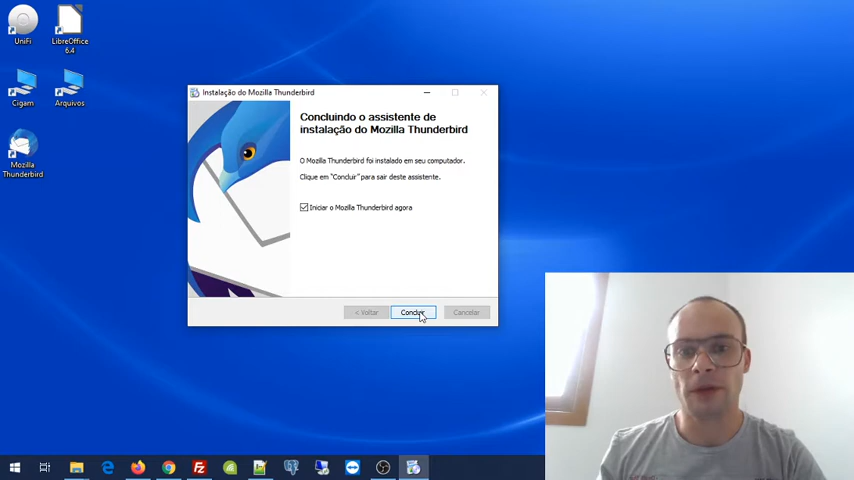 UniFi
LibreOffice
6.4
Cigam
Arquivos
Mozilla
Thunderbird
Instalação do Mozilla Thunderbird
Concluindo o assistente de
instalação do Mozilla Thunderbird
O Mozilla Thunderbird foi instalado em seu computador.
Clique em "Concluir" para sair deste assistente.
Iniciar o Mozilla Thunderbird agora
< Voltar
Concluir
Cancelar